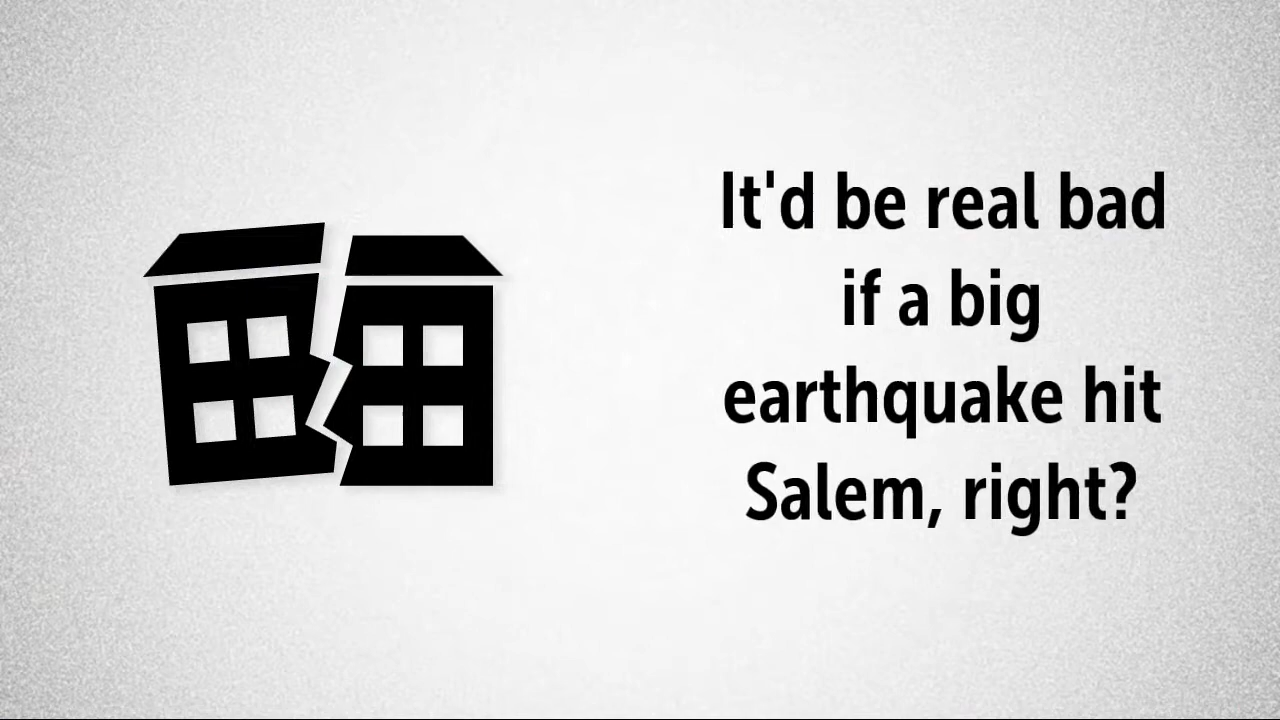 It'd be real bad
if a big
earthquake hit
Salem, right?